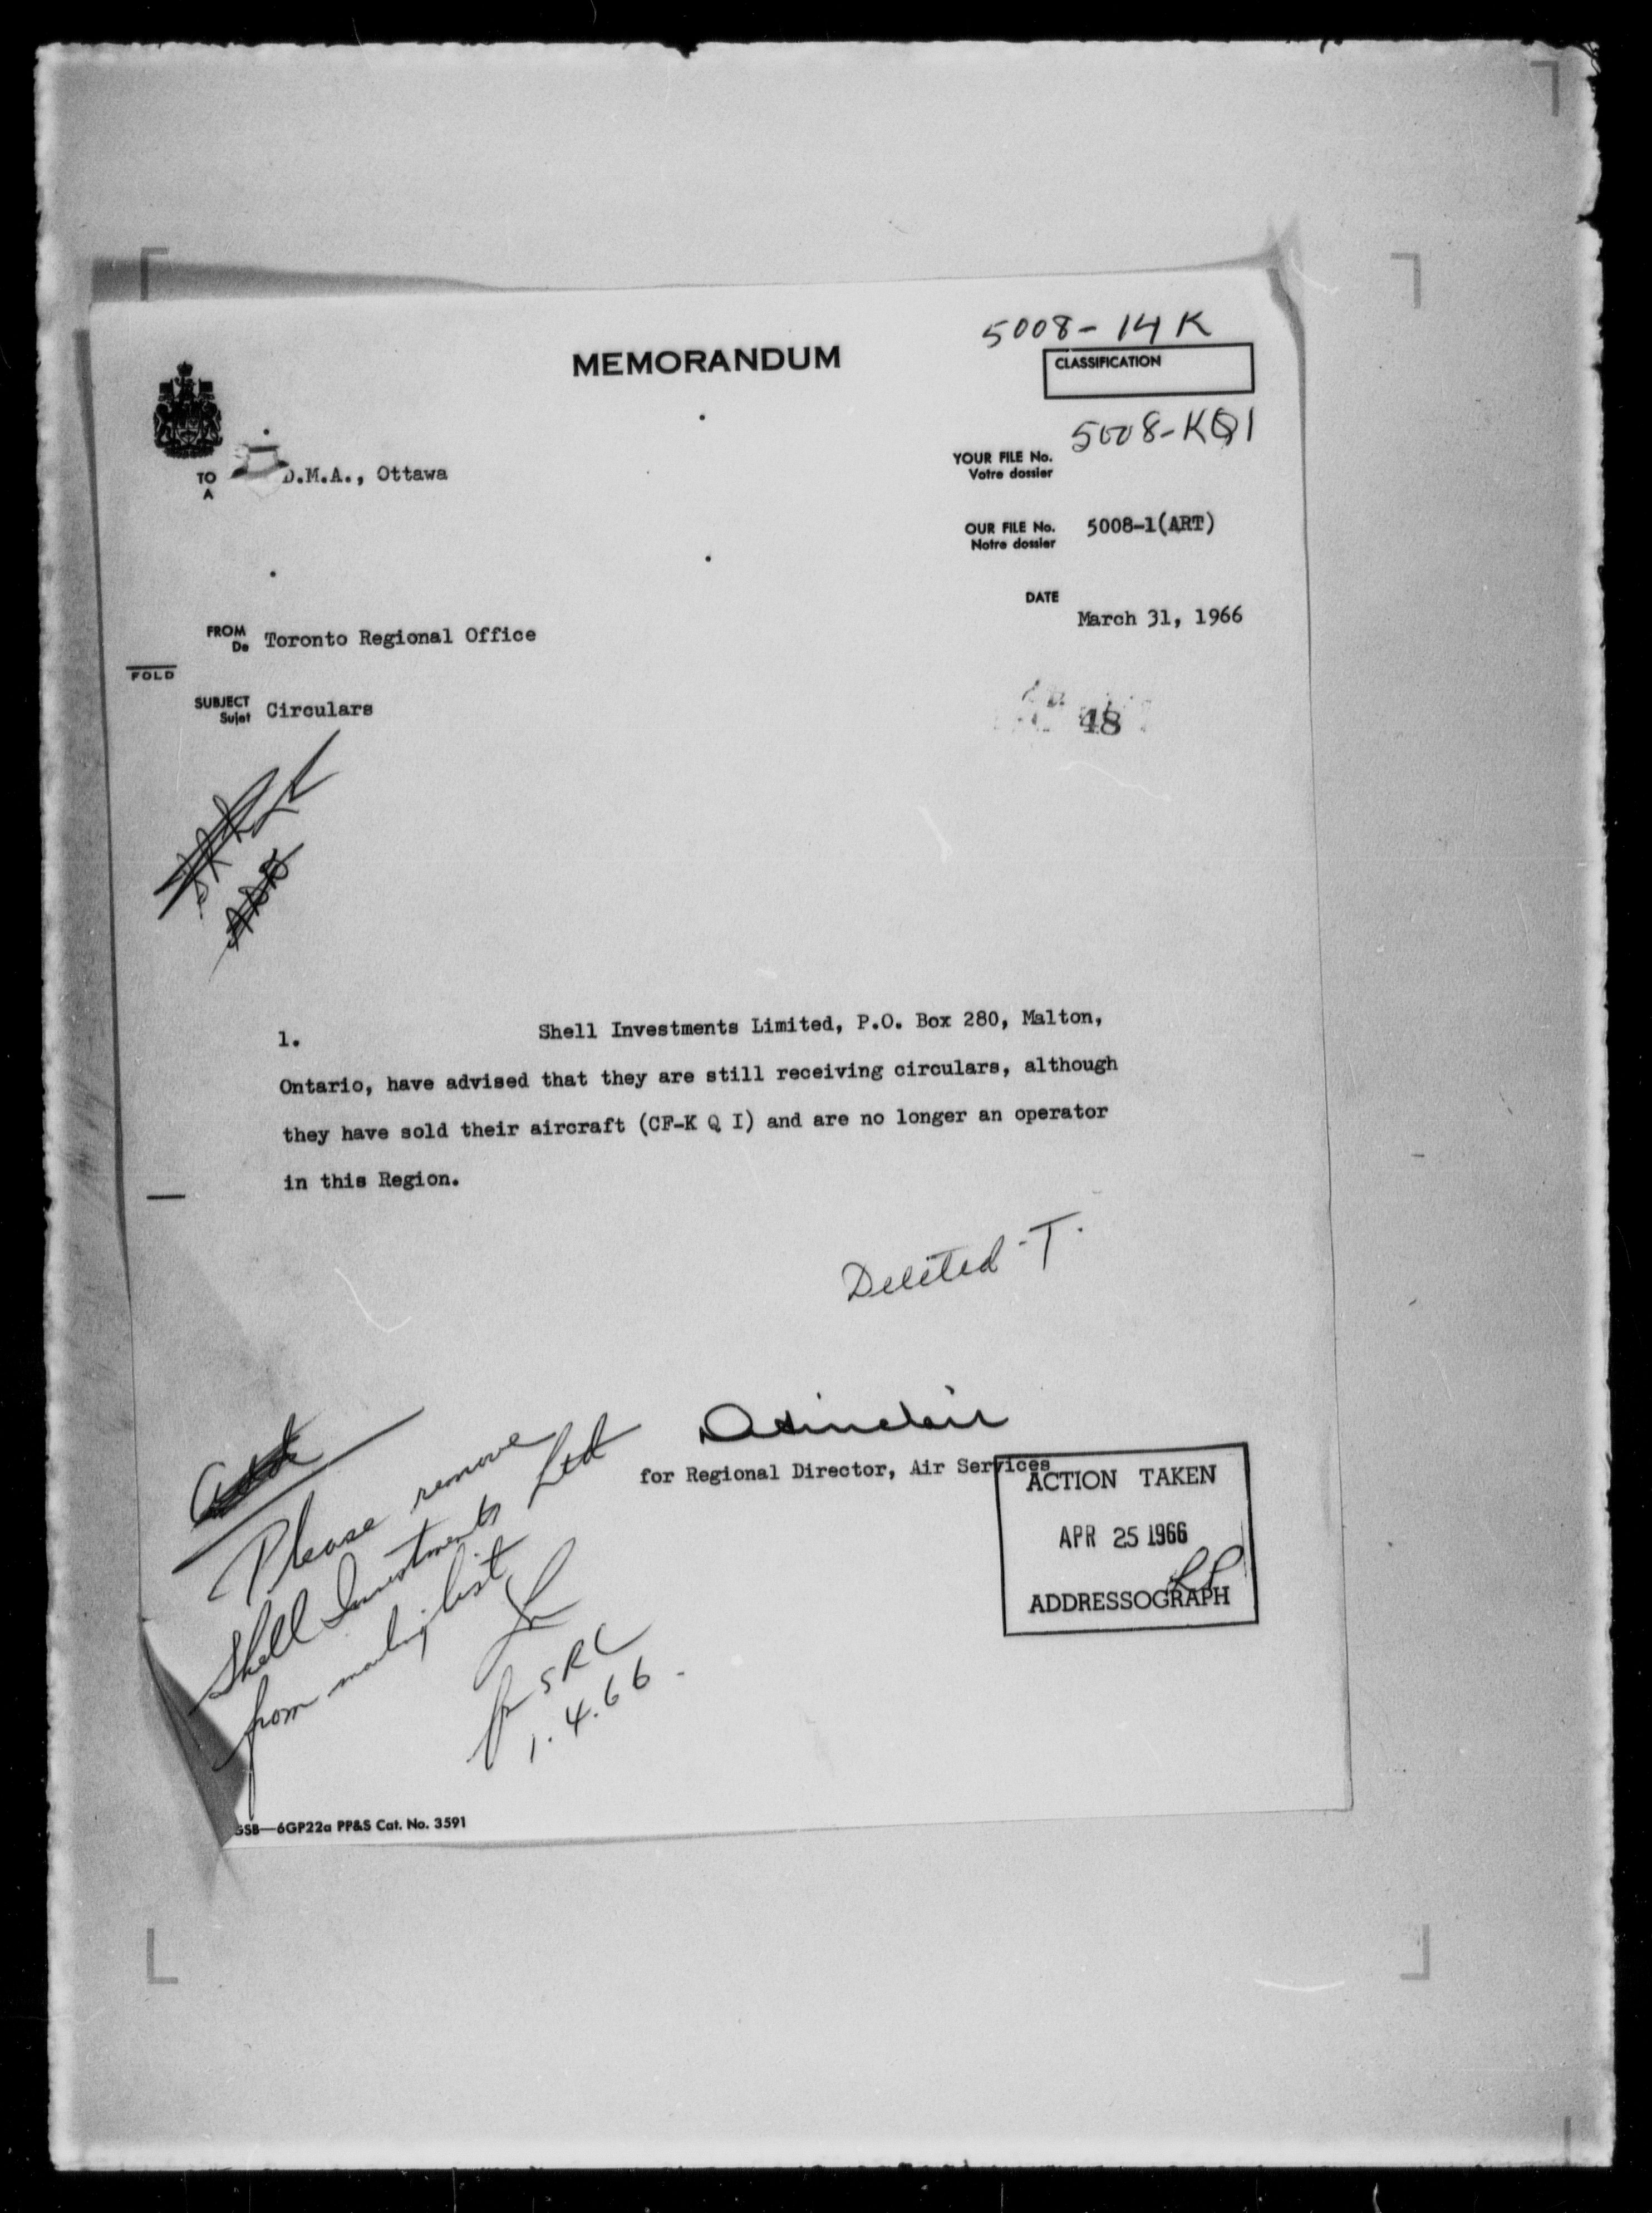 5008-14K
MEMORANDUM
CLASSIFICATION
5008-KQI
YOUR FILE No.
Votre dossier
TO D.M.A., Ottawa
A
OUR FILE No. 5008-1(ART)
Notre dossier
DATE
March 31, 1966
FROM Toronto Regional Office
De
FOLD
SUBJECT Circulars
Sujet
48
1. Shell Investments Limited, P.O. Box 280, Malton,
Ontario, have advised that they are still receiving circulars, although
they have sold their aircraft (CF-K Q I) and are no longer an operator
in this Region.
Deleted - T.
DSinclair
for Regional Director, Air Services
ACTION TAKEN
APR 25 1966
ADDRESSOGRAPH
Please remove
Shell Investments Ltd
from mailing list
for SRL
1.4.66.
GSB—6GP22a PP&S Cat. No. 3591